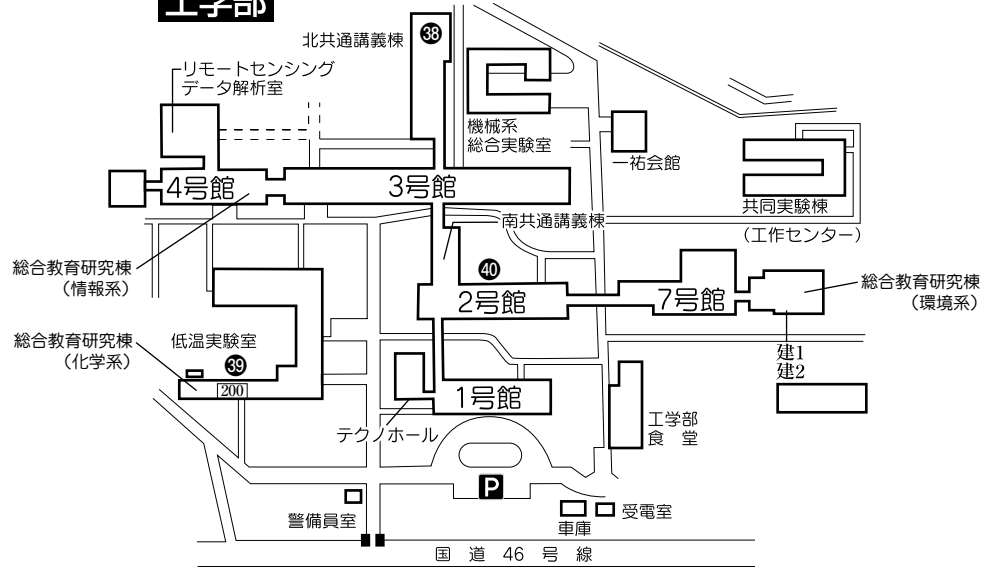 工学部
北共通講義棟
38
リモートセンシング
データ解析室
機械系
総合実験室
一祐会館
4号館
3号館
共同実験棟
(工作センター)
南共通講義棟
総合教育研究棟
(情報系)
40
2号館
7号館
総合教育研究棟
(環境系)
総合教育研究棟
(化学系)
低温実験室
39
200
建1
建2
1号館
テクノホール
工学部
食 堂
P
警備員室
車庫
受電室
国 道 46 号 線